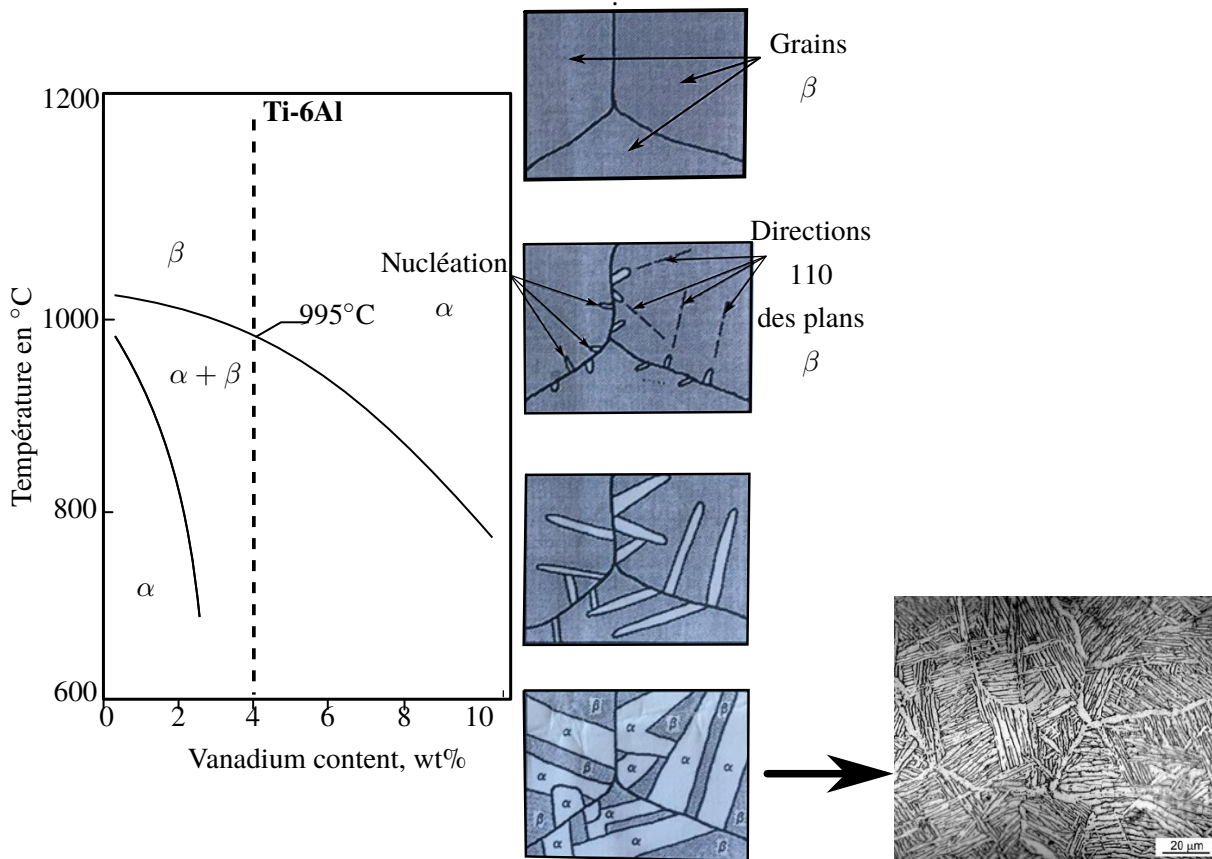 Grains
β
1200
Ti-6Al
Directions
110
des plans
β
Nucléation
α
β
995°C
1000
α + β
Température en °C
800
α
600
0
2
4
6
8
10
Vanadium content, wt%
β
β
β
α
α
α
β
α
α
β
α
β
α
α
β
α
20 μm